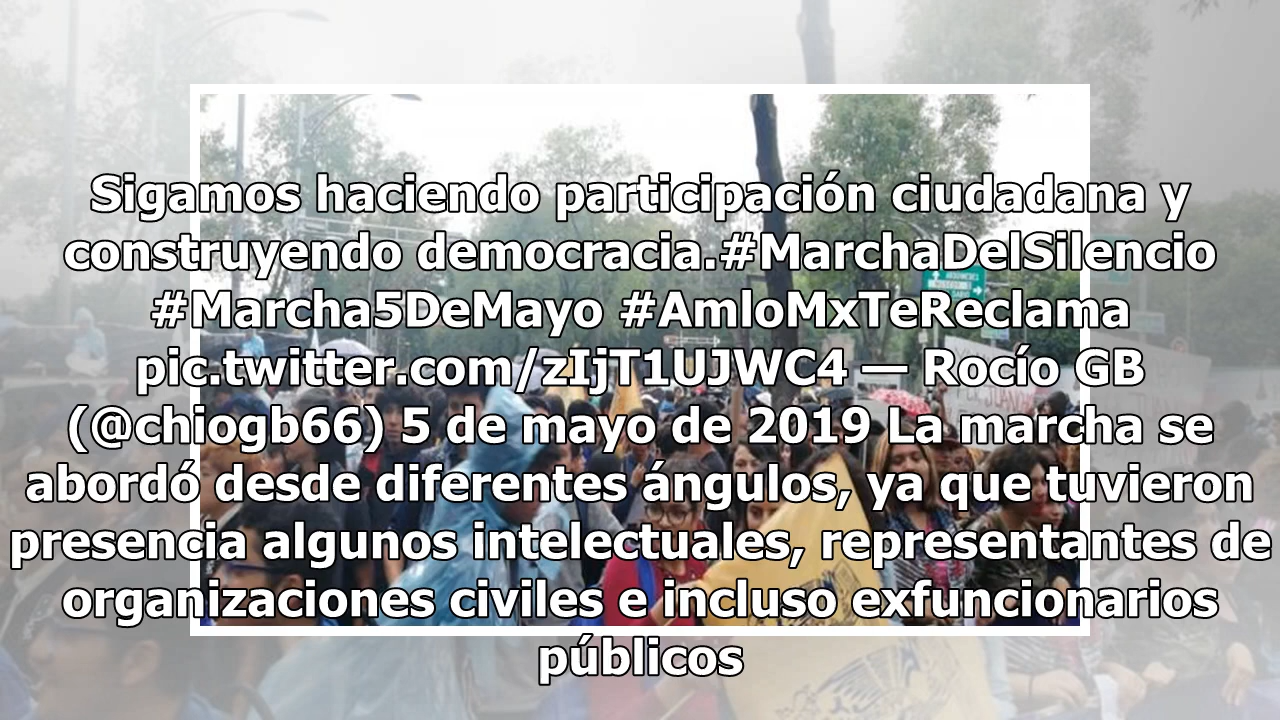 Sigamos haciendo participación ciudadana y
construyendo democracia.#MarchaDelSilencio
#Marcha5DeMayo #AmloMxTeReclama
pic.twitter.com/zIjT1UJWC4 — Rocío GB
(@chiogb66) 5 de mayo de 2019 La marcha se
abordó desde diferentes ángulos, ya que tuvieron
presencia algunos intelectuales, representantes de
organizaciones civiles e incluso exfuncionarios
públicos